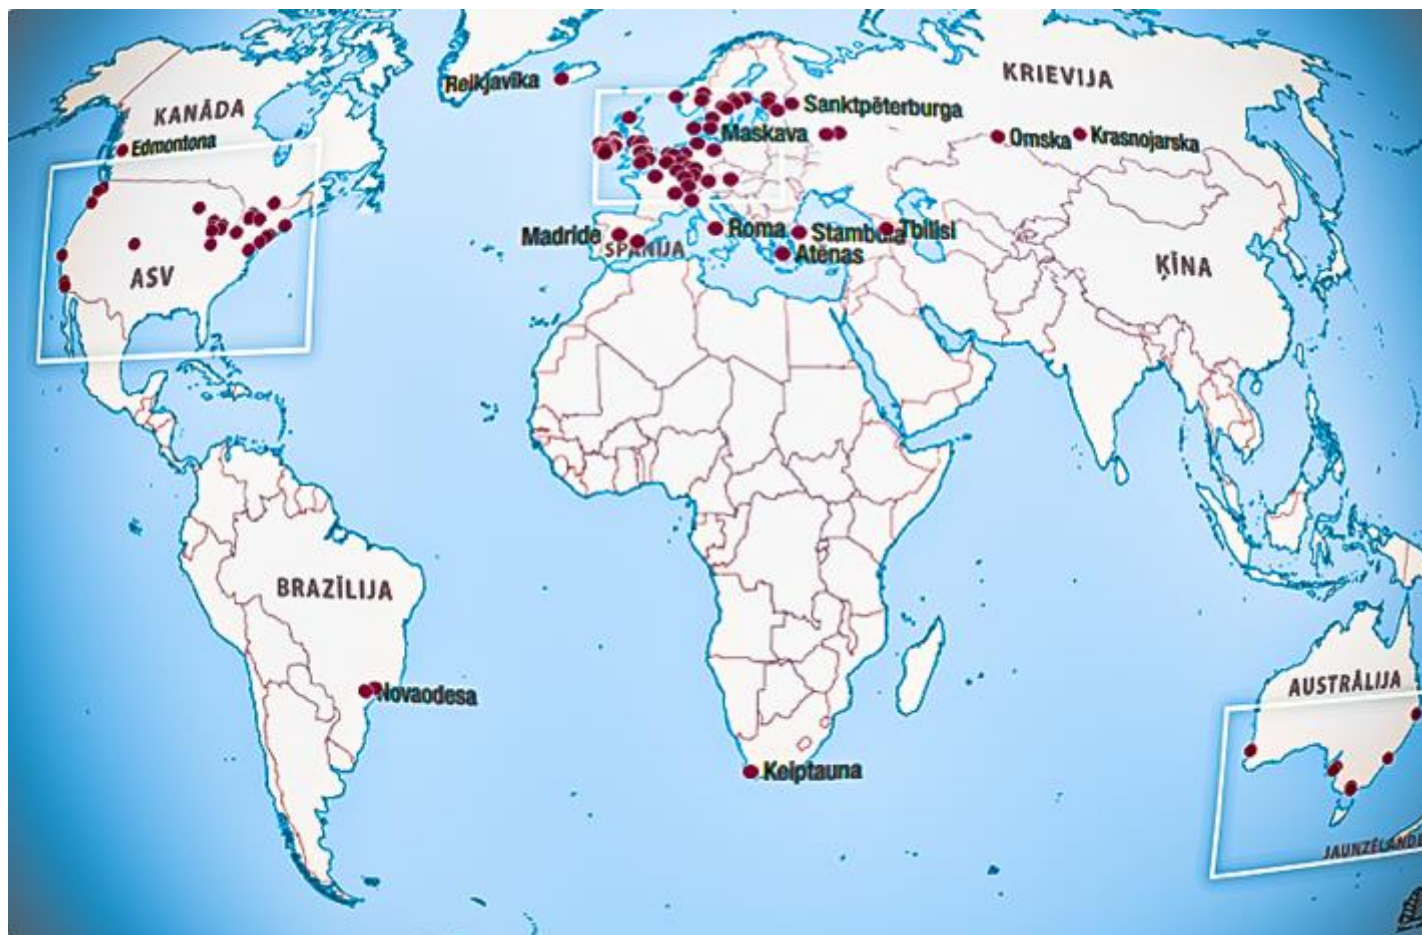 KRIEVIJA
Reikjavika
KANĀDA
Sanktpēterburga
Edmontona
Maskava
Omska
Krasnojarska
Madride
SPĀNIJA
Roma
Stambula
Tbilisi
Atēnas
ĶĪNA
ASV
BRAZĪLIJA
Novaodesa
AUSTRĀLIJA
Keiptauna
JAUNZĒLANDE